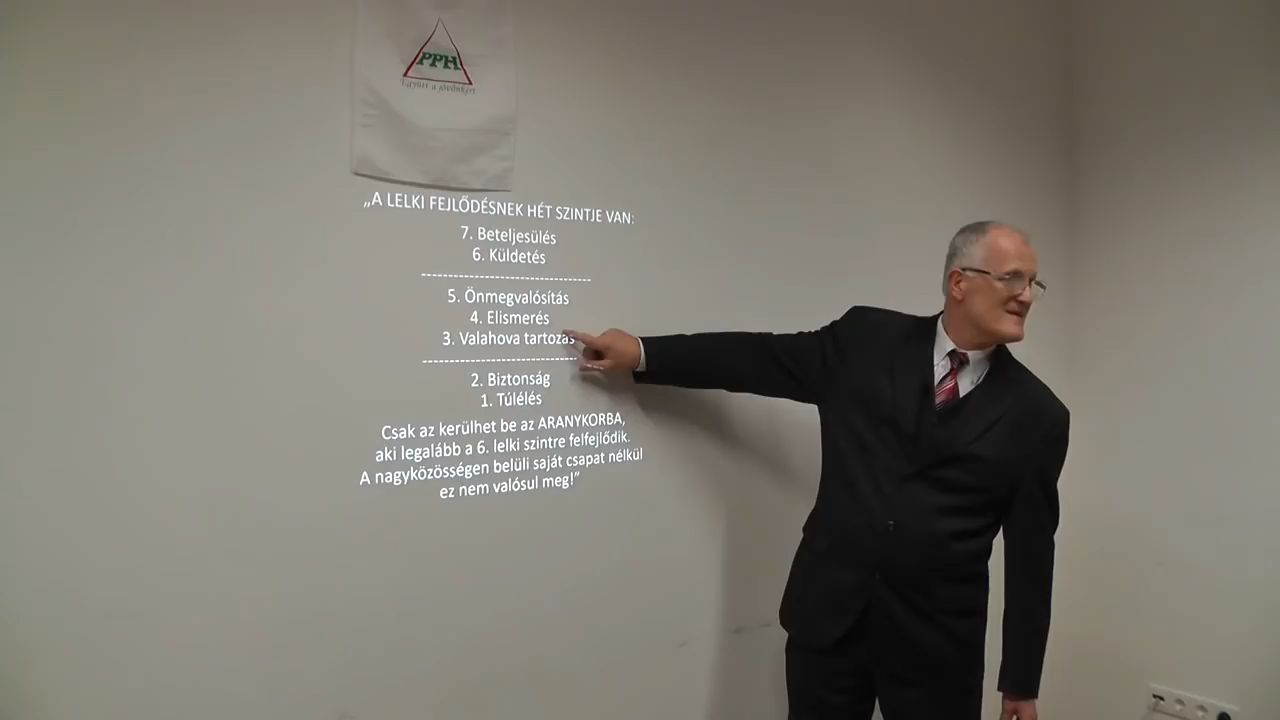 PPH
Együtt a jövőnkért
„A LELKI FEJLŐDÉSNEK HÉT SZINTJE VAN:
7. Beteljesülés
6. Küldetés
--------------------------------
5. Önmegvalósítás
4. Elismerés
3. Valahova tartozás
--------------------------------
2. Biztonság
1. Túlélés
Csak az kerülhet be az ARANYKORBA,
aki legalább a 6. lelki szintre felfejlődik.
A nagyközösségen belüli saját csapat nélkül
ez nem valósul meg!”